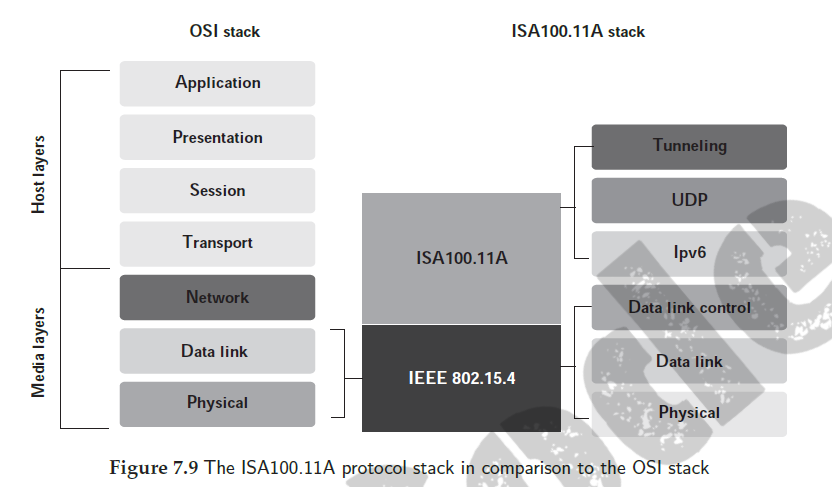 OSI stack
ISA100.11A stack
Host layers
Media layers
Application
Presentation
Session
Transport
Network
Data link
Physical
ISA100.11A
IEEE 802.15.4
Tunneling
UDP
Ipv6
Data link control
Data link
Physical
Figure 7.9 The ISA100.11A protocol stack in comparison to the OSI stack